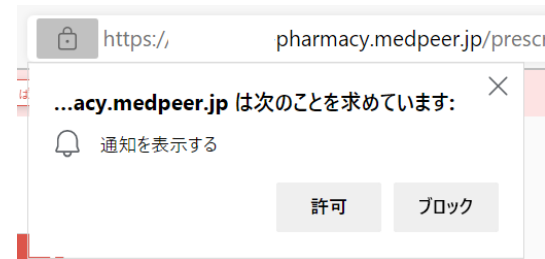 https:// pharmacy.medpeer.jp/prescr
...acy.medpeer.jp は次のことを求めています:
通知を表示する
許可 ブロック